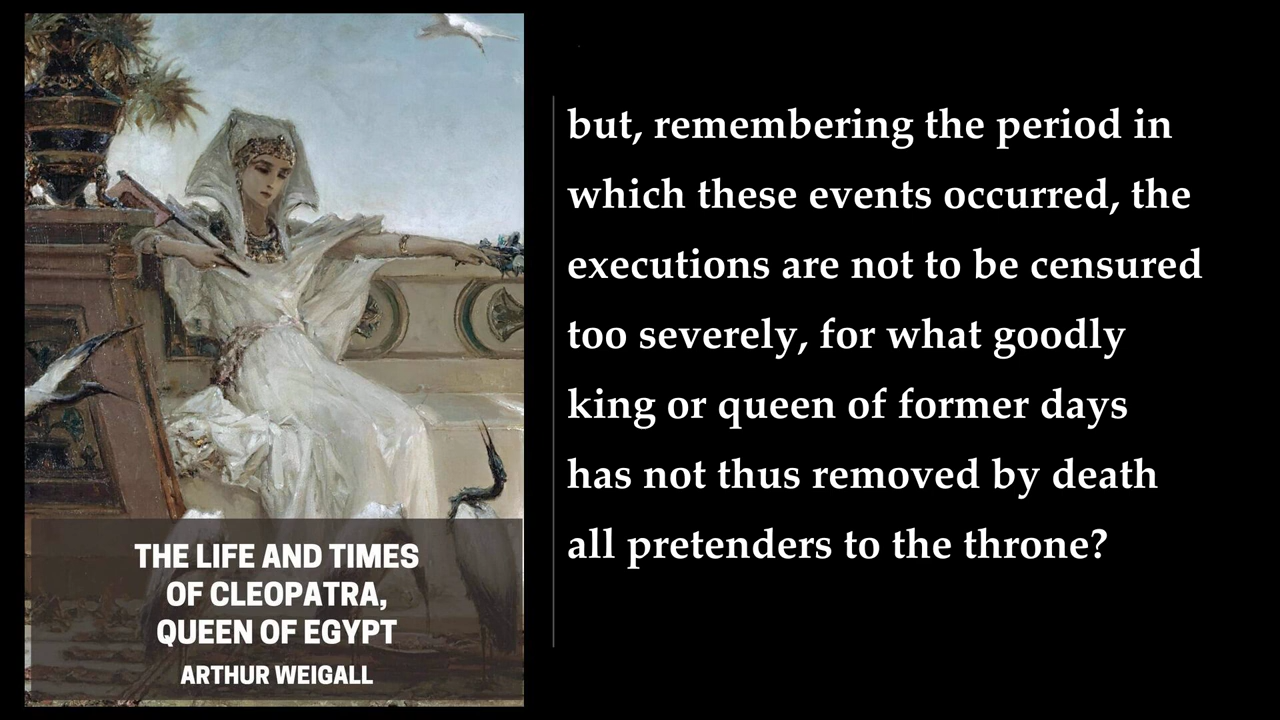 THE LIFE AND TIMES
OF CLEOPATRA,
QUEEN OF EGYPT
ARTHUR WEIGALL
but, remembering the period in
which these events occurred, the
executions are not to be censured
too severely, for what goodly
king or queen of former days
has not thus removed by death
all pretenders to the throne?